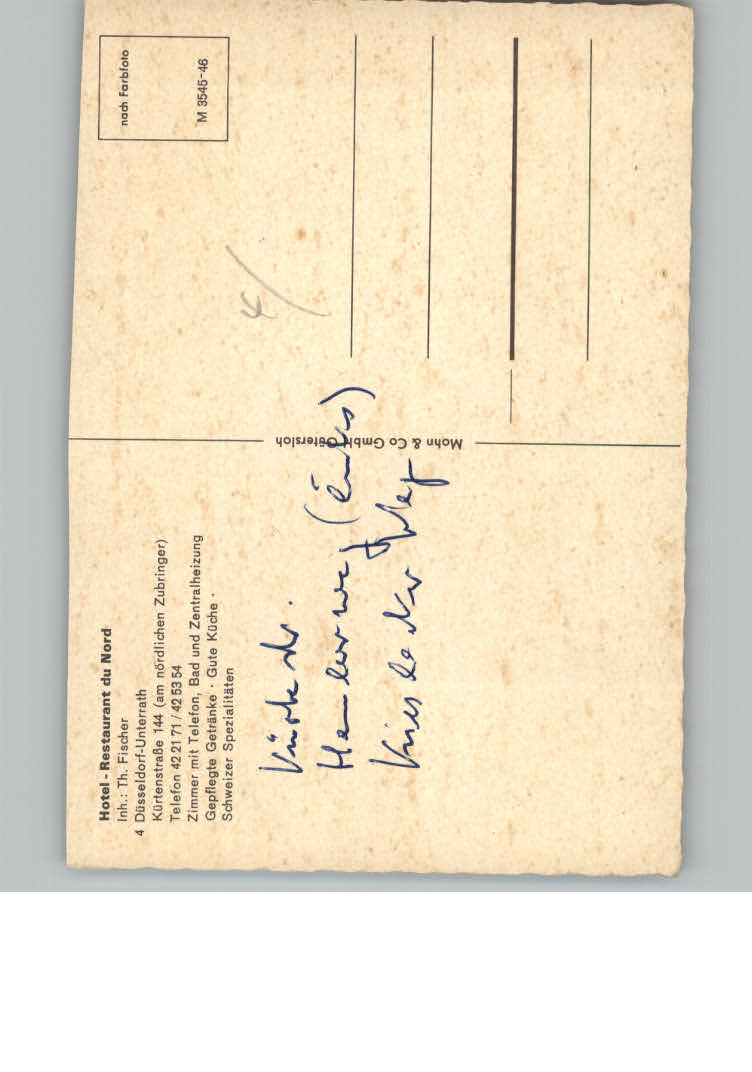 Hotel - Restaurant du Nord
Inh.: Th. Fischer
4 Düsseldorf-Unterrath
Kürtenstraße 144 (am nördlichen Zubringer)
Telefon 42 21 71 / 42 53 54
Zimmer mit Telefon, Bad und Zentralheizung
Gepflegte Getränke · Gute Küche ·
Schweizer Spezialitäten
Mohn & Co GmbH Gütersloh
nach Farbfoto
M 3545-46
(links)